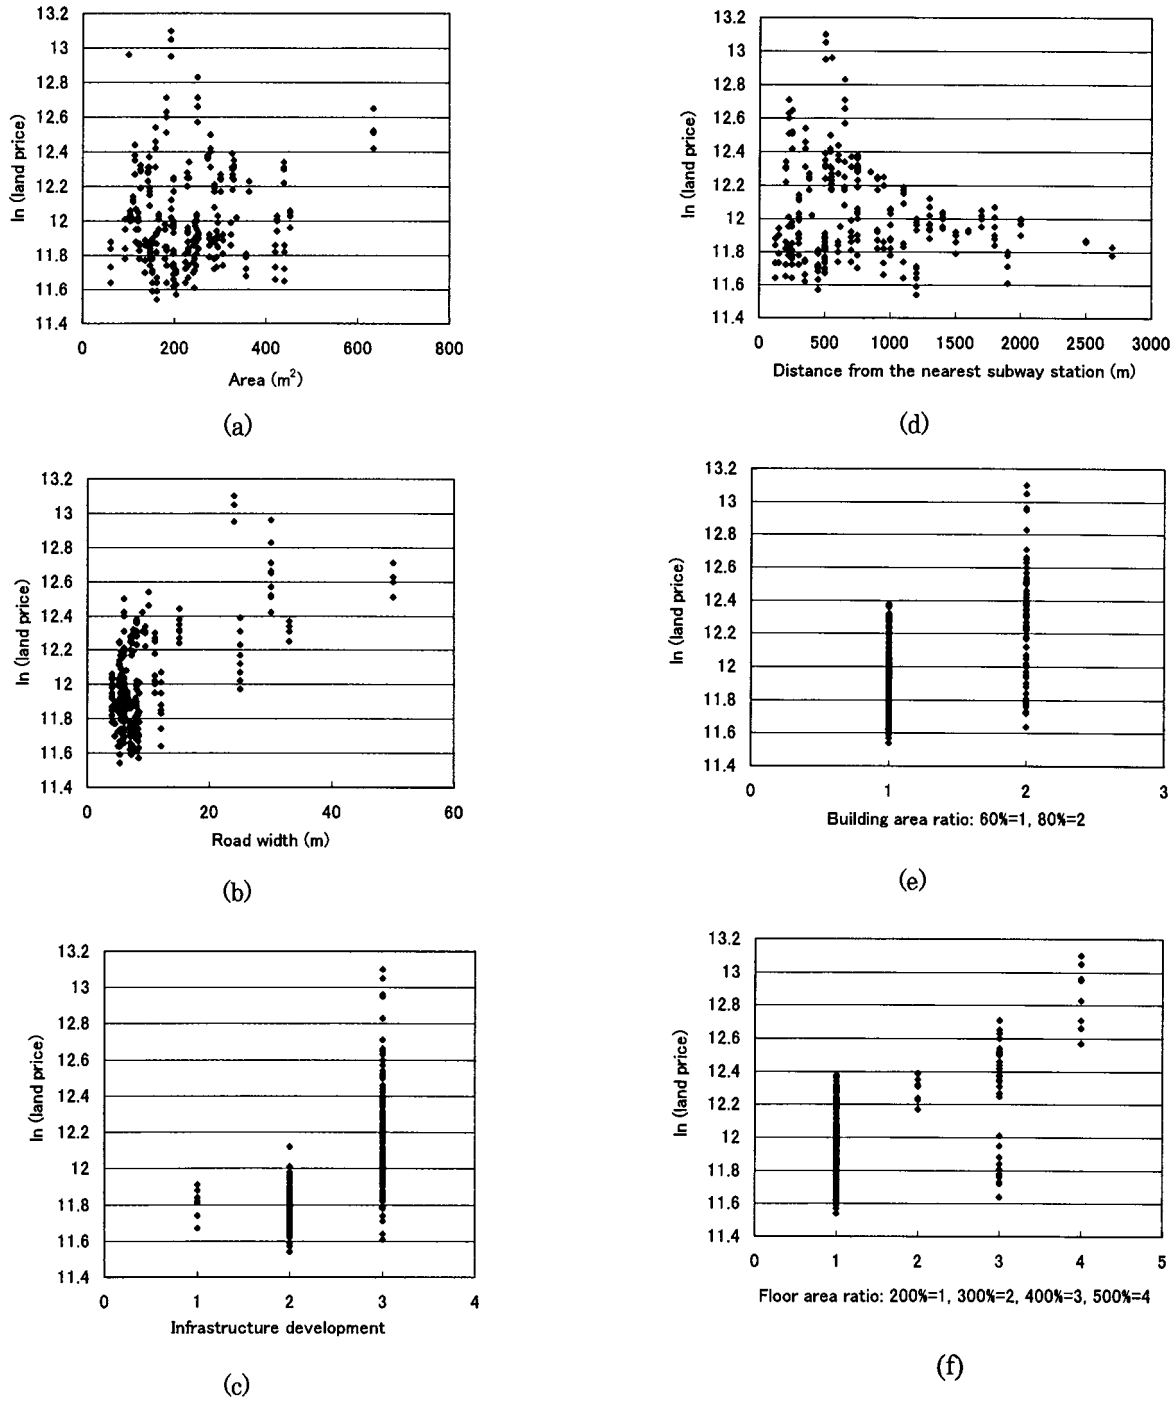 13.2
13
12.8
12.6
12.4
12.2
12
11.8
11.6
11.4
ln (land price)
0 200 400 600 800
Area (m²)
(a)
13.2
13
12.8
12.6
12.4
12.2
12
11.8
11.6
11.4
ln (land price)
0 500 1000 1500 2000 2500 3000
Distance from the nearest subway station (m)
(d)
13.2
13
12.8
12.6
12.4
12.2
12
11.8
11.6
11.4
ln (land price)
0 20 40 60
Road width (m)
(b)
13.2
13
12.8
12.6
12.4
12.2
12
11.8
11.6
11.4
ln (land price)
0 1 2 3
Building area ratio: 60%=1, 80%=2
(e)
13.2
13
12.8
12.6
12.4
12.2
12
11.8
11.6
11.4
ln (land price)
0 1 2 3 4
Infrastructure development
(c)
13.2
13
12.8
12.6
12.4
12.2
12
11.8
11.6
11.4
ln (land price)
0 1 2 3 4 5
Floor area ratio: 200%=1, 300%=2, 400%=3, 500%=4
(f)